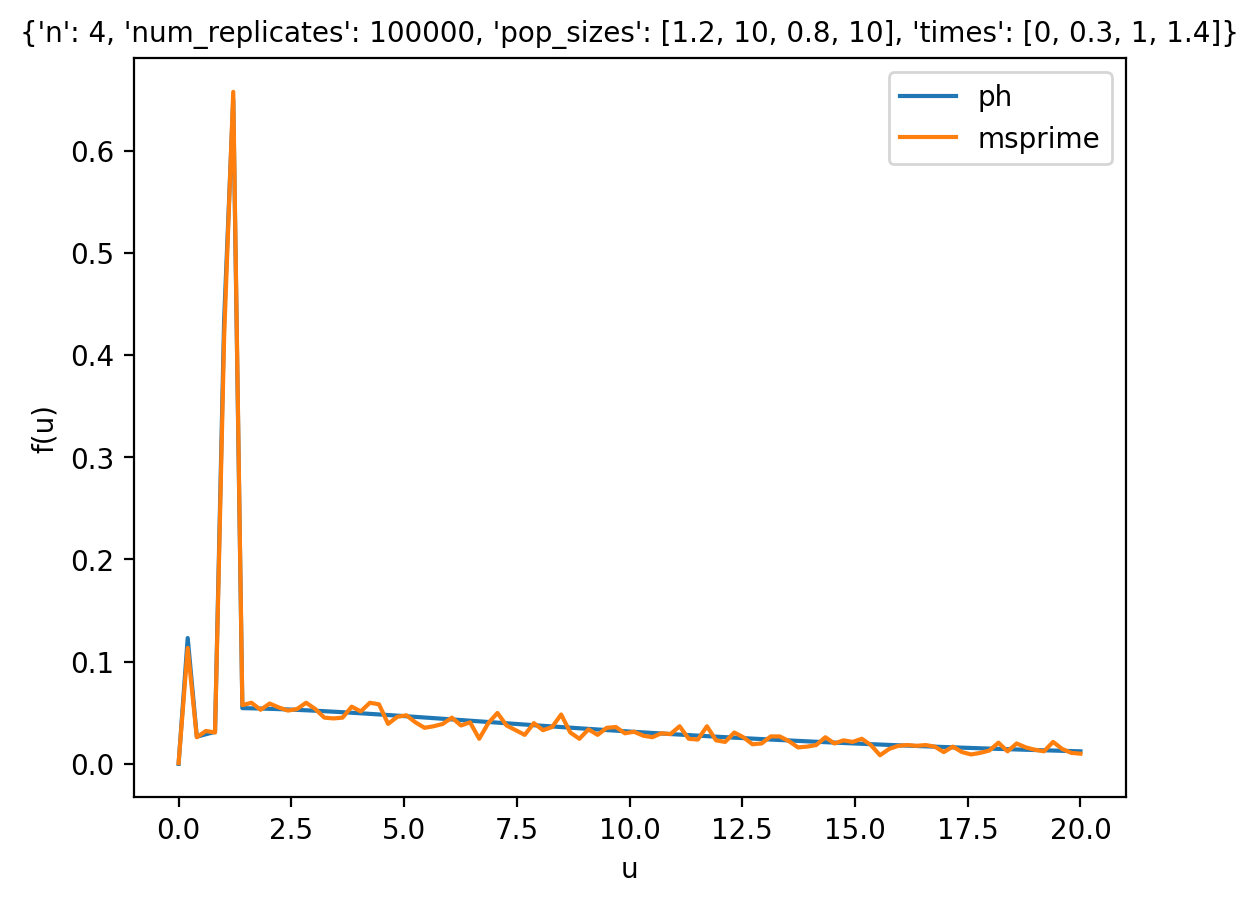 {'n': 4, 'num_replicates': 100000, 'pop_sizes': [1.2, 10, 0.8, 10], 'times': [0, 0.3, 1, 1.4]}
ph
msprime
0.6
0.5
0.4
0.3
0.2
0.1
0.0
f(u)
0.0 2.5 5.0 7.5 10.0 12.5 15.0 17.5 20.0
u